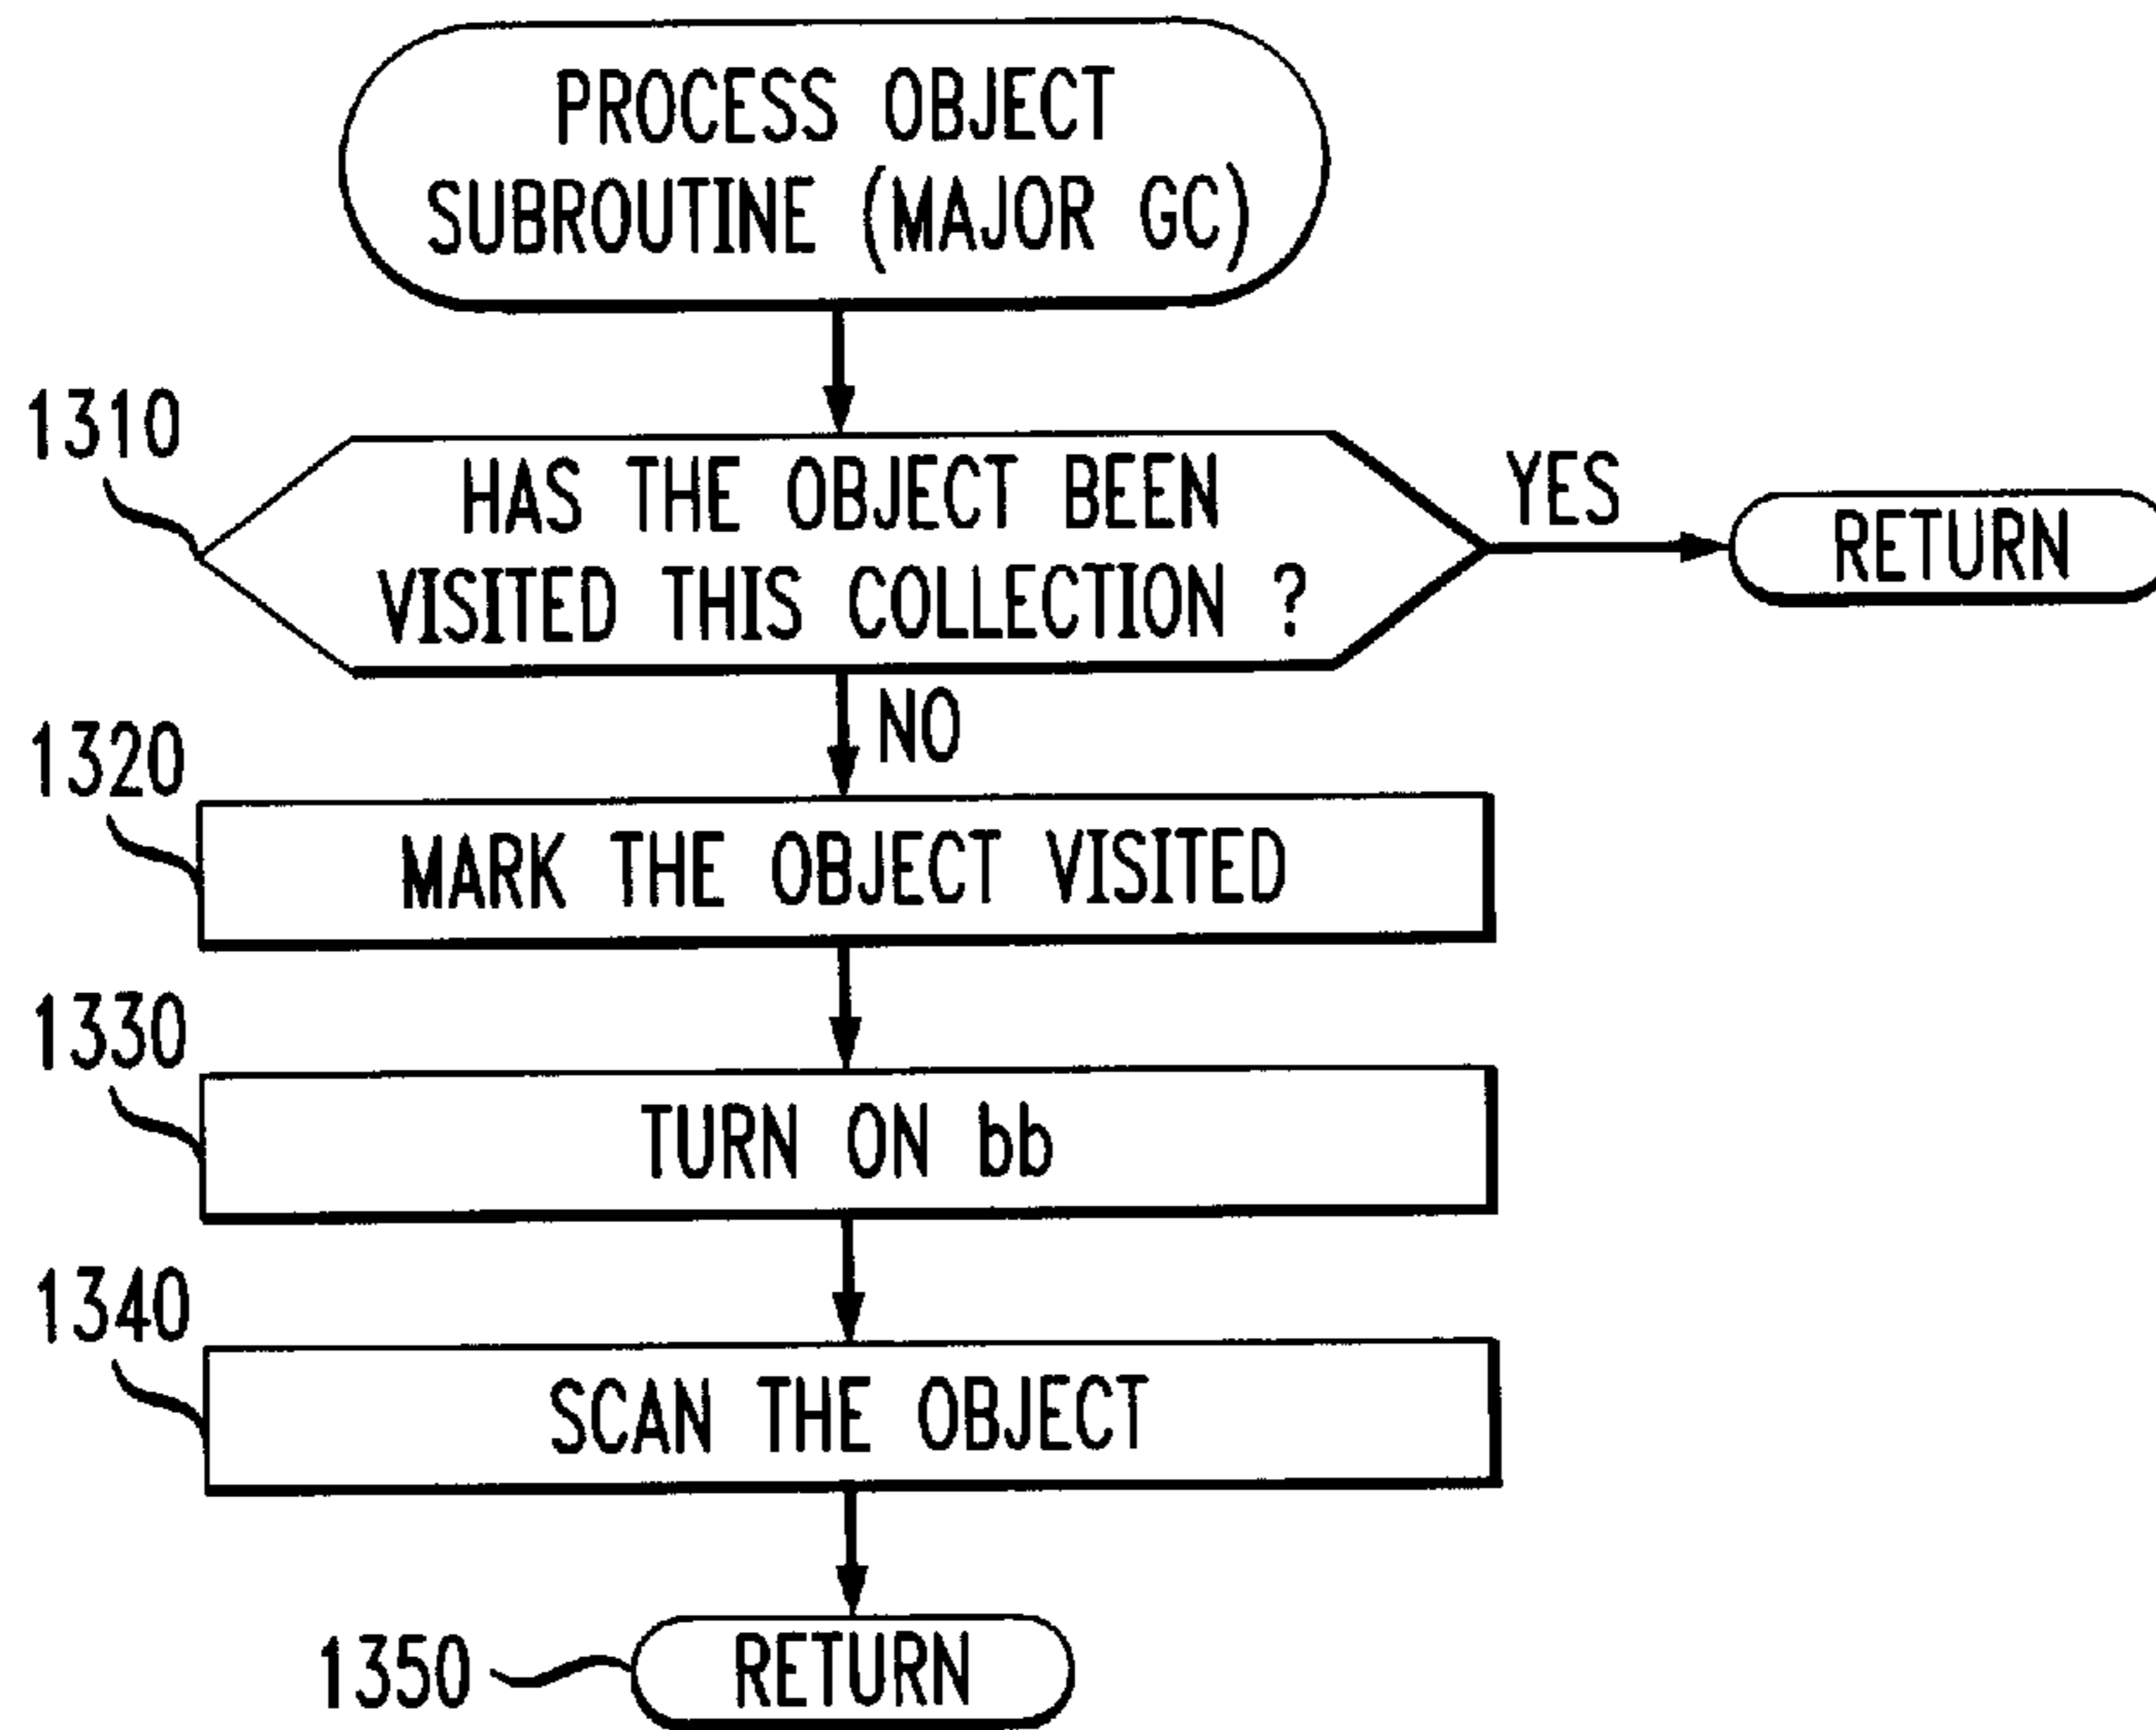 PROCESS OBJECT
SUBROUTINE (MAJOR GC)
1310
HAS THE OBJECT BEEN
VISITED THIS COLLECTION ?
YES
RETURN
NO
1320
MARK THE OBJECT VISITED
1330
TURN ON bb
1340
SCAN THE OBJECT
1350
RETURN